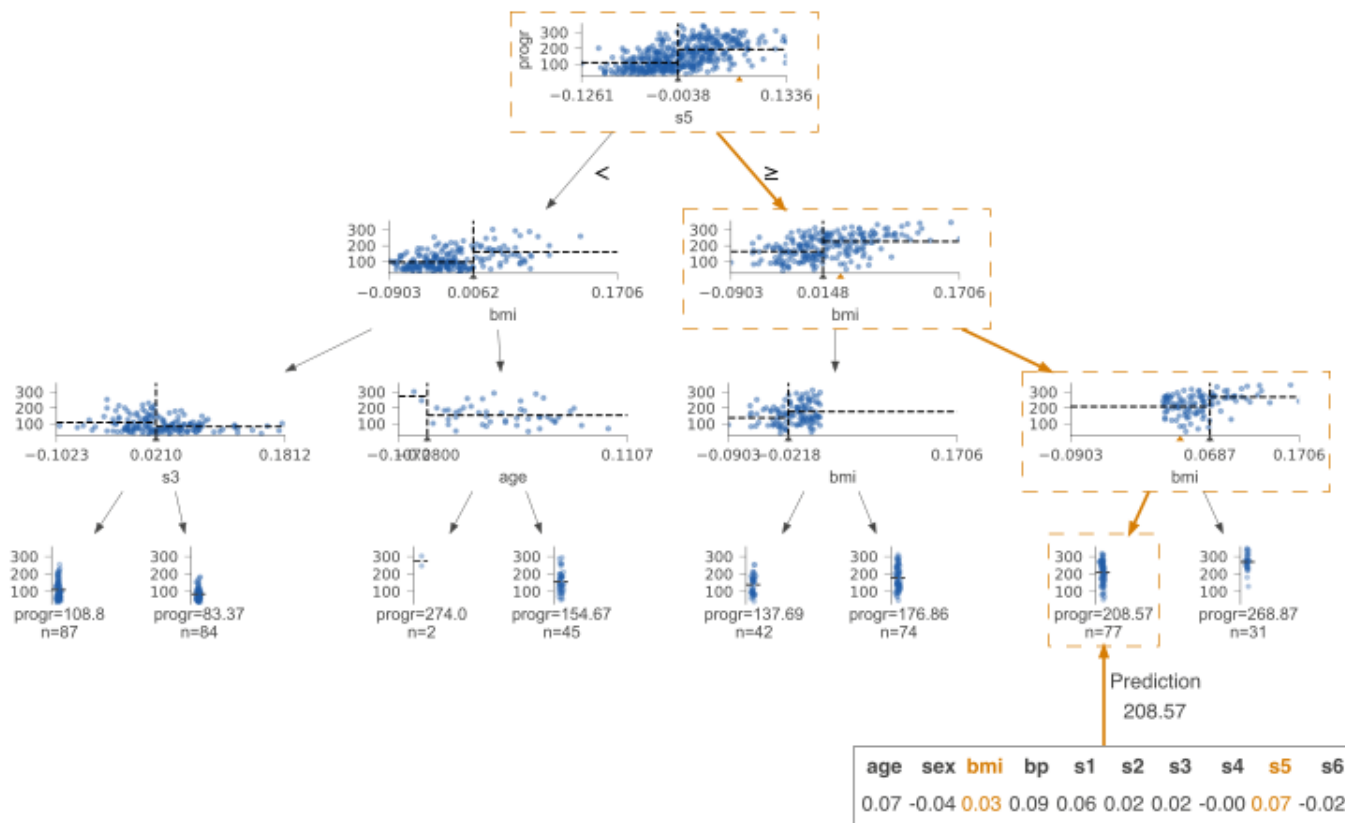 progr
300
200
100
−0.1261 −0.0038 0.1336
s5
< ≥
300
200
100
−0.0903 0.0062 0.1706
bmi
300
200
100
−0.0903 0.0148 0.1706
bmi
300
200
100
−0.1023 0.0210 0.1812
s3
300
200
100
0.1107
age
300
200
100
−0.0903 −0.0218 0.1706
bmi
300
200
100
−0.0903 0.0687 0.1706
bmi
300
200
100
progr=108.8
n=87
300
200
100
progr=83.37
n=84
300
200
100
progr=274.0
n=2
300
200
100
progr=154.67
n=45
300
200
100
progr=137.69
n=42
300
200
100
progr=176.86
n=74
300
200
100
progr=208.57
n=77
300
200
100
progr=268.87
n=31
Prediction
208.57
age sex bmi bp s1 s2 s3 s4 s5 s6
0.07 -0.04 0.03 0.09 0.06 0.02 0.02 -0.00 0.07 -0.02